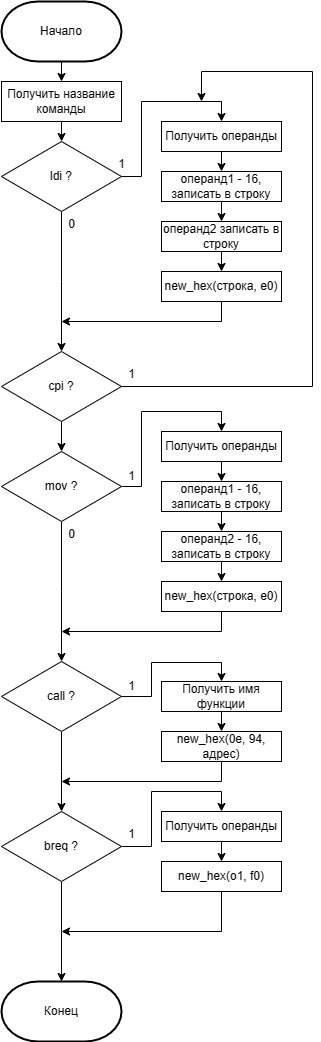 Начало
Получить название
команды
ldi ?
1
0
Получить операнды
операнд1 - 16,
записать в строку
операнд2 записать в
строку
new_hex(строка, e0)
cpi ?
1
mov ?
1
0
Получить операнды
операнд1 - 16,
записать в строку
операнд2 - 16,
записать в строку
new_hex(строка, e0)
call ?
1
Получить имя
функции
new_hex(0e, 94,
адрес)
breq ?
1
Получить операнды
new_hex(o1, f0)
Конец